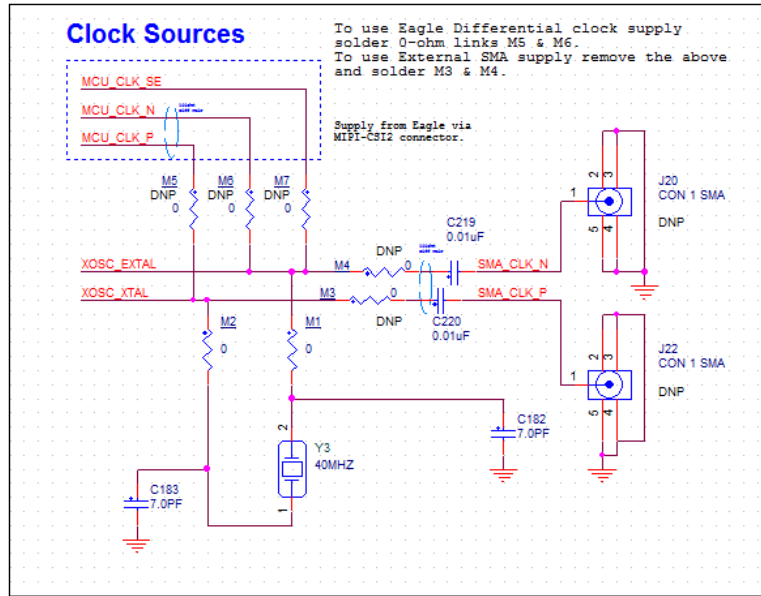 Clock Sources
To use Eagle Differential clock supply
solder 0-ohm links M5 & M6.
To use External SMA supply remove the above
and solder M3 & M4.
MCU_CLK_SE
MCU_CLK_N
MCU_CLK_P
Supply from Eagle via
MIPI-CSI2 connector.
M5
DNP
0
M6
DNP
0
M7
DNP
0
J20
CON 1 SMA
DNP
1
2
3
5
4
C219
0.01uF
XOSC_EXTAL
M4
DNP
0
SMA_CLK_N
XOSC_XTAL
M3
0
DNP
SMA_CLK_P
C220
0.01uF
M2
0
M1
0
J22
CON 1 SMA
DNP
1
2
3
5
4
C182
7.0PF
2
Y3
40MHZ
1
C183
7.0PF